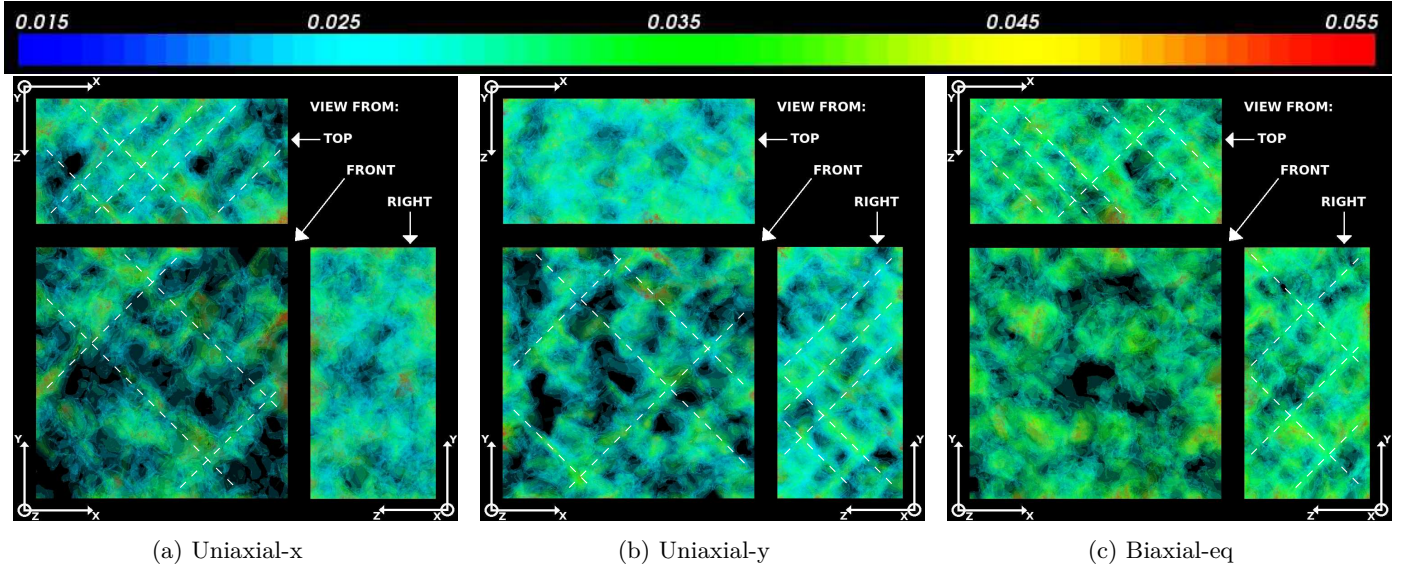 0.015 0.025 0.035 0.045 0.055
X
Y
Z
VIEW FROM:
TOP
FRONT
RIGHT
Y
Z X
Y
Z X
X
Y
Z
VIEW FROM:
TOP
FRONT
RIGHT
Y
Z X
Y
Z X
X
Y
Z
VIEW FROM:
TOP
FRONT
RIGHT
Y
Z X
Y
Z X
(a) Uniaxial-x
(b) Uniaxial-y
(c) Biaxial-eq